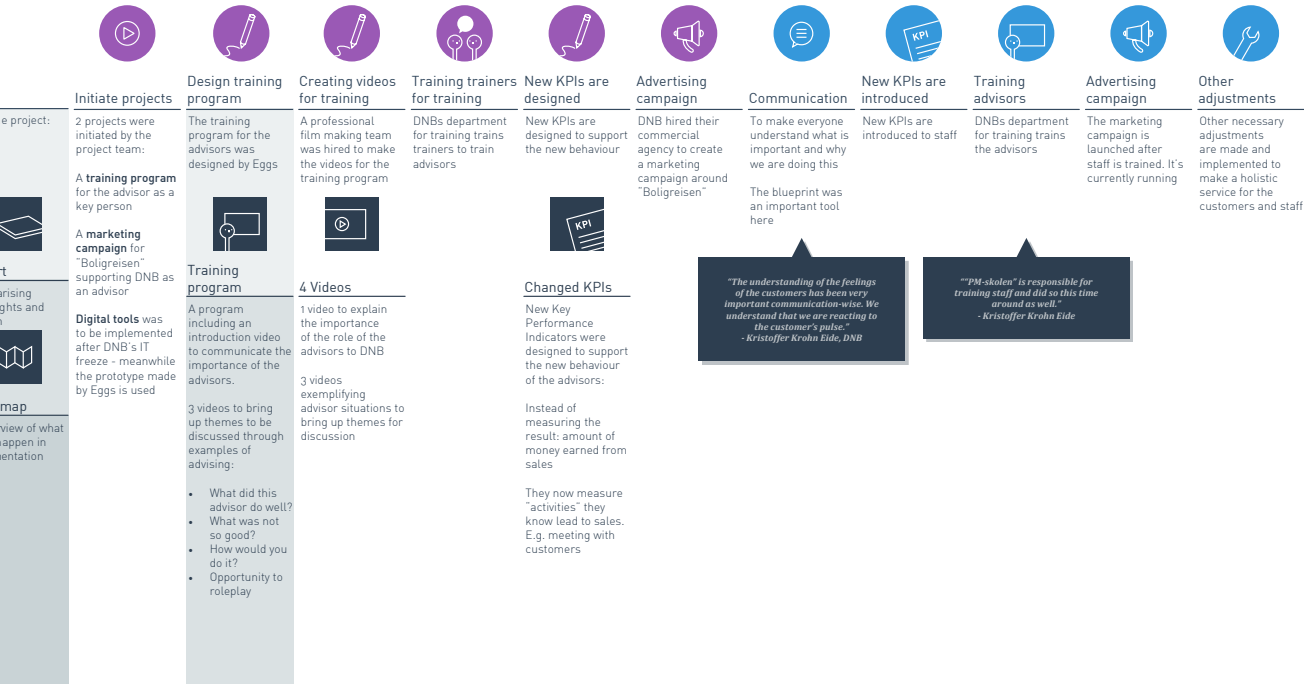 e project:
rt
arising
ghts and
n
map
view of what
appen in
entation
Initiate projects
2 projects were
initiated by the
project team:
A training program
for the advisor as a
key person
A marketing
campaign for
"Boligreisen"
supporting DNB as
an advisor
Digital tools was
to be implemented
after DNB's IT
freeze - meanwhile
the prototype made
by Eggs is used
Design training
program
The training
program for the
advisors was
designed by Eggs
Training
program
A program
including an
introduction video
to communicate the
importance of the
advisors.
3 videos to bring
up themes to be
discussed through
examples of
advising:
• What did this
advisor do well?
• What was not
so good?
• How would you
do it?
• Opportunity to
roleplay
Creating videos
for training
A professional
film making team
was hired to make
the videos for the
training program
4 Videos
1 video to explain
the importance
of the role of the
advisors to DNB
3 videos
exemplifying
advisor situations to
bring up themes for
discussion
Training trainers
for training
DNBs department
for training trains
trainers to train
advisors
KPI
New KPIs are
designed
New KPIs are
designed to support
the new behaviour
Changed KPIs
New Key
Performance
Indicators were
designed to support
the new behaviour
of the advisors:
Instead of
measuring the
result: amount of
money earned from
sales
They now measure
"activities" they
know lead to sales.
E.g. meeting with
customers
Advertising
campaign
DNB hired their
commercial
agency to create
a marketing
campaign around
"Boligreisen"
Communication
To make everyone
understand what is
important and why
we are doing this
The blueprint was
an important tool
here
"The understanding of the feelings
of the customers has been very
important communication-wise. We
understand that we are reacting to
the customer's pulse."
- Kristoffer Krohn Eide, DNB
KPI
New KPIs are
introduced
New KPIs are
introduced to staff
Training
advisors
DNBs department
for training trains
the advisors
""PM-skolen" is responsible for
training staff and did so this time
around as well."
- Kristoffer Krohn Eide
Advertising
campaign
The marketing
campaign is
launched after
staff is trained. It's
currently running
Other
adjustments
Other necessary
adjustments
are made and
implemented to
make a holistic
service for the
customers and staff